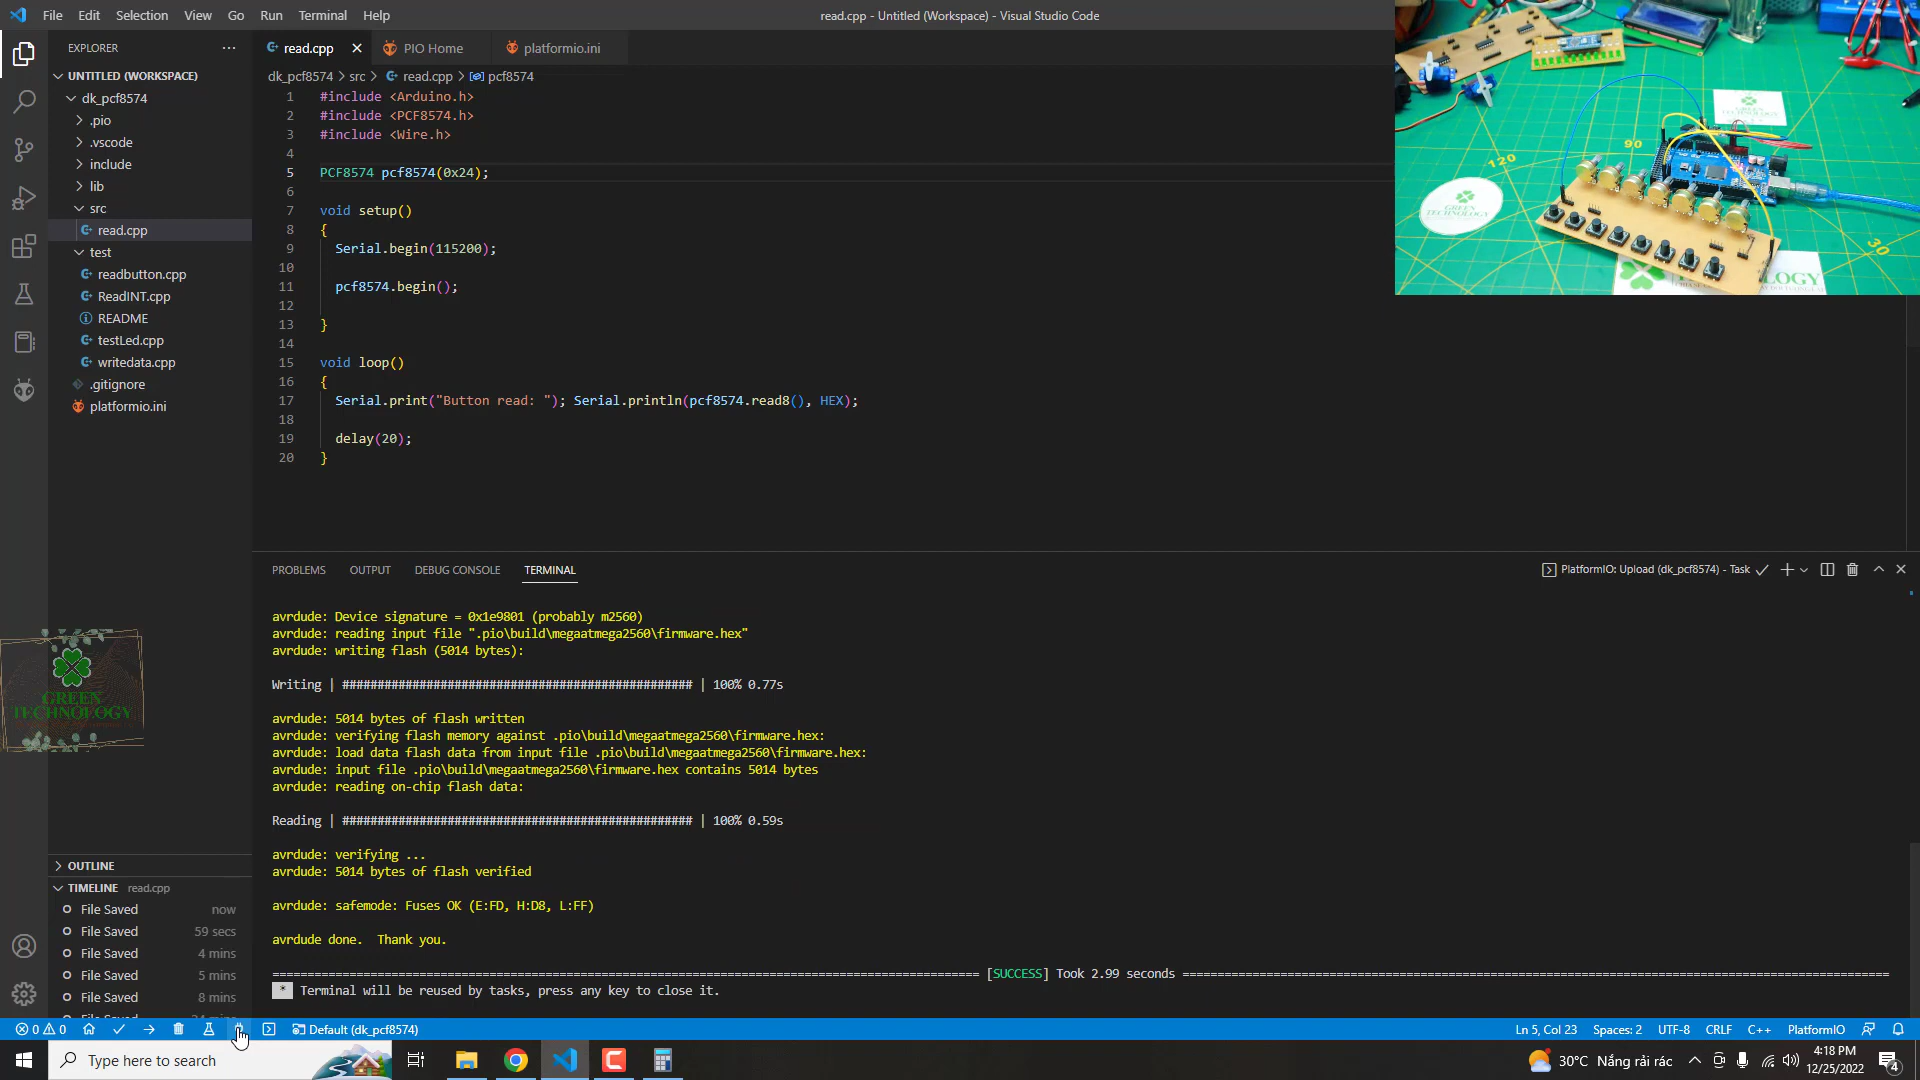 File Edit Selection View Go Run Terminal Help
read.cpp - Untitled (Workspace) - Visual Studio Code
EXPLORER
UNTITLED (WORKSPACE)
dk_pcf8574
.pio
.vscode
include
lib
src
read.cpp
test
readbutton.cpp
ReadINT.cpp
README
testLed.cpp
writedata.cpp
.gitignore
platformio.ini
GREEN
TECHNOLOGY
OUTLINE
TIMELINE read.cpp
File Saved now
File Saved 59 secs
File Saved 4 mins
File Saved 5 mins
File Saved 8 mins
read.cpp PIO Home platformio.ini
dk_pcf8574 > src > read.cpp > pcf8574
1 #include <Arduino.h>
2 #include <PCF8574.h>
3 #include <Wire.h>
4
5 PCF8574 pcf8574(0x24);
6
7 void setup()
8 {
9 Serial.begin(115200);
10
11 pcf8574.begin();
12
13 }
14
15 void loop()
16 {
17 Serial.print("Button read: "); Serial.println(pcf8574.read8(), HEX);
18
19 delay(20);
20 }
120
90
30
GREEN
TECHNOLOGY
OLOGY
PROBLEMS OUTPUT DEBUG CONSOLE TERMINAL
PlatformIO: Upload (dk_pcf8574) - Task
avrdude: Device signature = 0x1e9801 (probably m2560)
avrdude: reading input file ".pio\build\megaatmega2560\firmware.hex"
avrdude: writing flash (5014 bytes):
Writing | ################################################## | 100% 0.77s
avrdude: 5014 bytes of flash written
avrdude: verifying flash memory against .pio\build\megaatmega2560\firmware.hex:
avrdude: load data flash data from input file .pio\build\megaatmega2560\firmware.hex:
avrdude: input file .pio\build\megaatmega2560\firmware.hex contains 5014 bytes
avrdude: reading on-chip flash data:
Reading | ################################################## | 100% 0.59s
avrdude: verifying ...
avrdude: 5014 bytes of flash verified
avrdude: safemode: Fuses OK (E:FD, H:D8, L:FF)
avrdude done. Thank you.
[SUCCESS] Took 2.99 seconds
* Terminal will be reused by tasks, press any key to close it.
0 0 Default (dk_pcf8574) Ln 5, Col 23 Spaces: 2 UTF-8 CRLF C++ PlatformIO
Type here to search
30°C Nắng rải rác
4:18 PM
12/25/2022
4